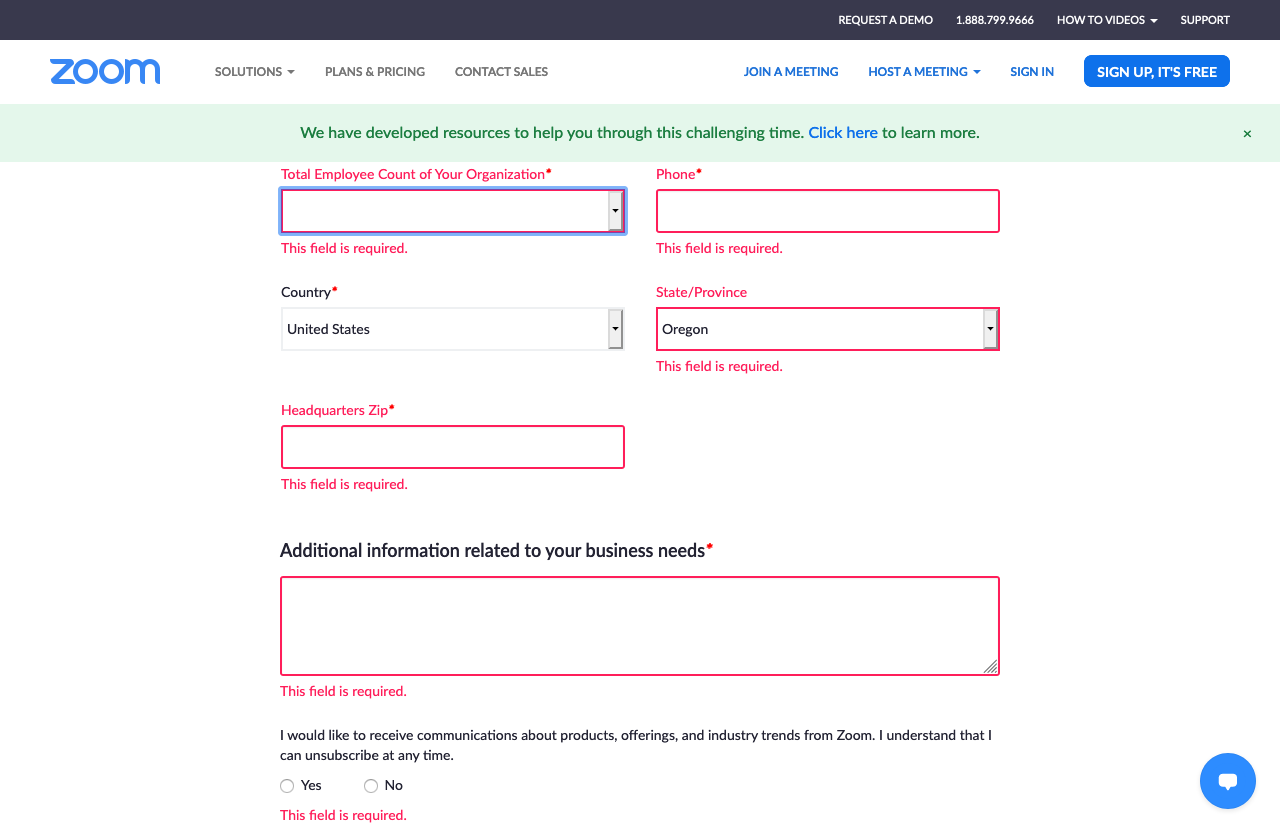 REQUEST A DEMO 1.888.799.9666 HOW TO VIDEOS SUPPORT
zoom SOLUTIONS PLANS & PRICING CONTACT SALES JOIN A MEETING HOST A MEETING SIGN IN SIGN UP, IT'S FREE
We have developed resources to help you through this challenging time. Click here to learn more. ×
Total Employee Count of Your Organization* Phone*
This field is required. This field is required.
Country* State/Province
United States Oregon
This field is required.
Headquarters Zip*
This field is required.
Additional information related to your business needs*
This field is required.
I would like to receive communications about products, offerings, and industry trends from Zoom. I understand that I
can unsubscribe at any time.
Yes No
This field is required.